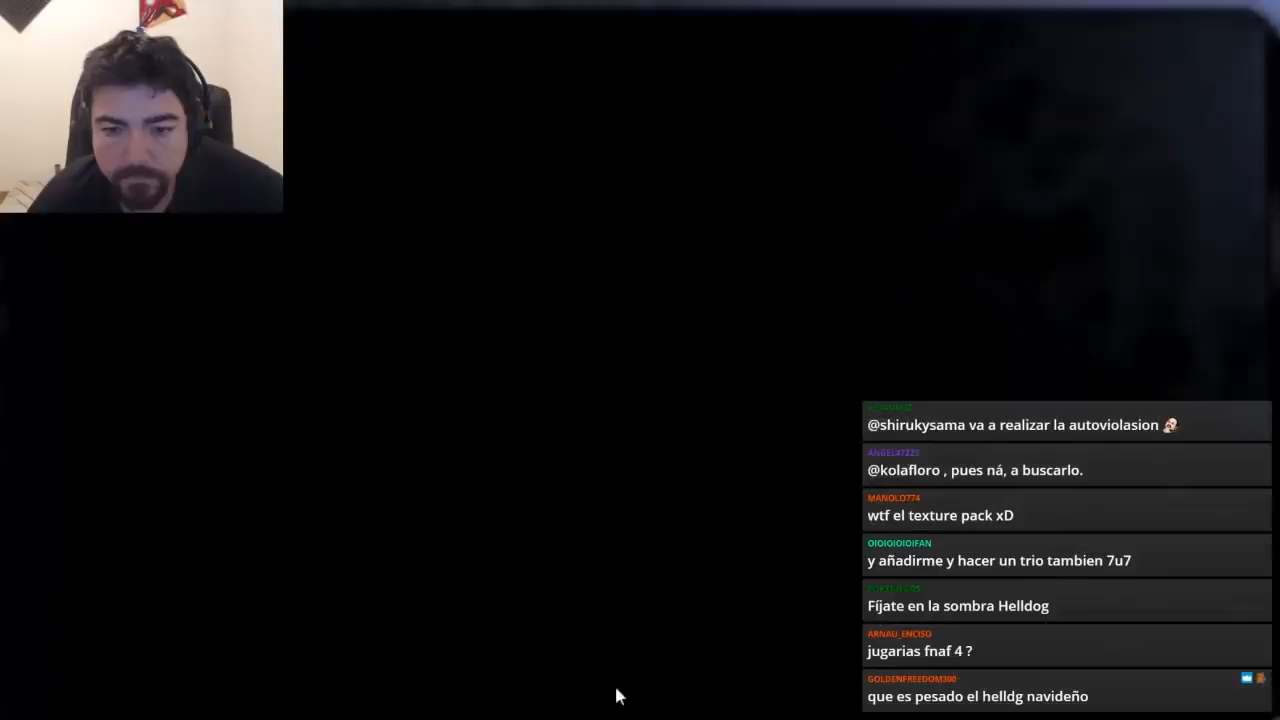 @shirukysama va a realizar la autoviolasion
ANGEL47223
@kolafloro , pues ná, a buscarlo.
MANOLO774
wtf el texture pack xD
OIOIOIOIOIFAN
y añadirme y hacer un trio tambien 7u7
Fíjate en la sombra Helldog
ARNAU_ENCISO
jugarias fnaf 4 ?
GOLDENFREEDOM300
que es pesado el helldg navideño